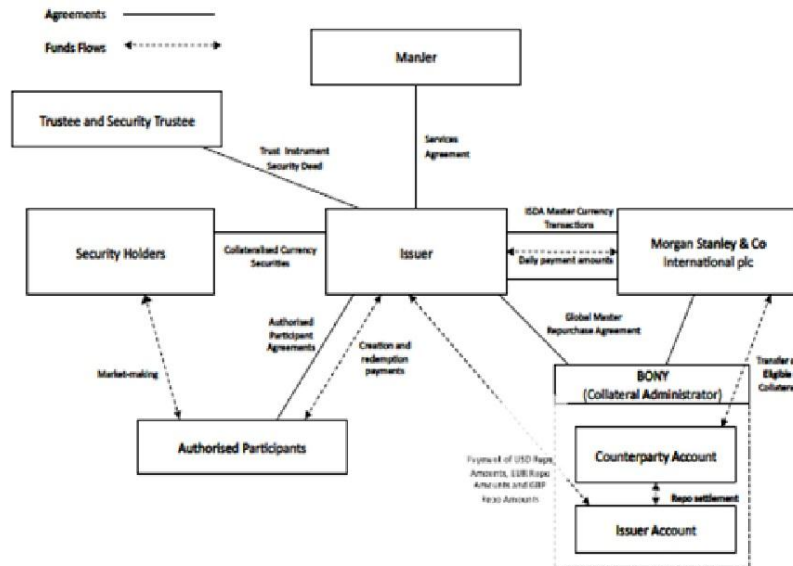 Agreements
Funds Flows
ManJer
Trustee and Security Trustee
Services
Agreement
Trust Instrument
Security Deed
ISDA Master Currency
Transactions
Security Holders
Collateralised Currency
Securities
Issuer
Daily payment amounts
Morgan Stanley & Co
International plc
Authorised
Participant
Agreements
Creation and
redemption
payments
Global Master
Repurchase Agreement
Market-making
Transfer
Eligible
Collatera
BONY
(Collateral Administrator)
Authorised Participants
Counterparty Account
Payment of USD Repo
Amounts, EUR Repo
Amounts and GBP
Repo Amounts
Repo settlement
Issuer Account